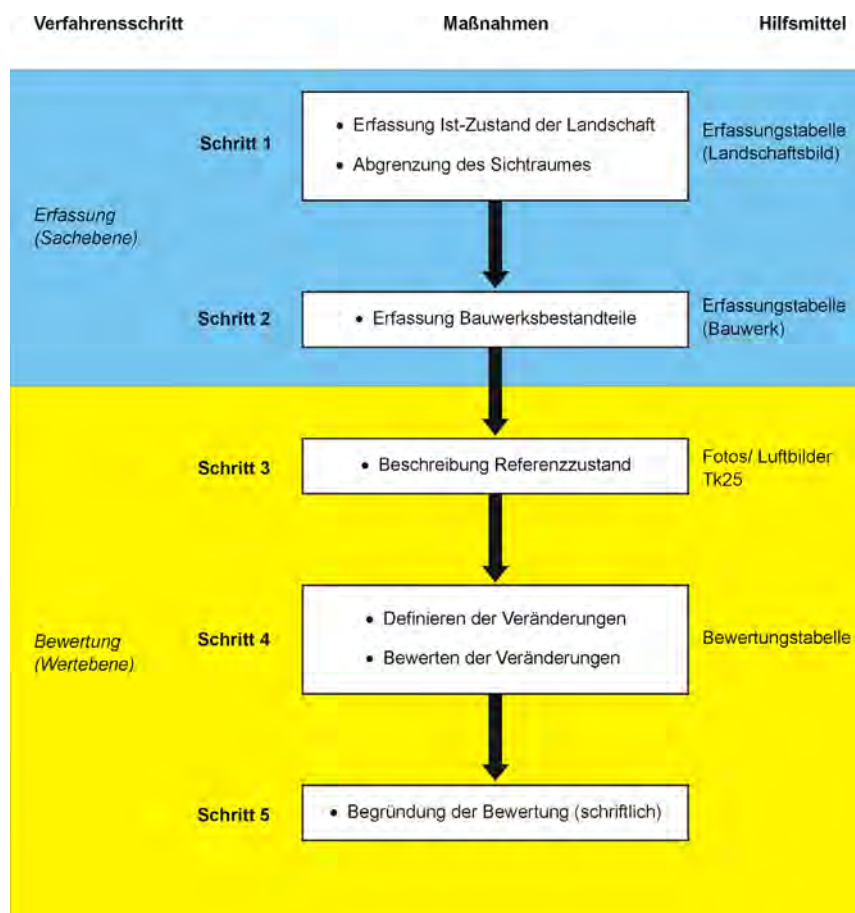 Verfahrensschritt
Maßnahmen
Hilfsmittel
Erfassung
(Sachebene)
Schritt 1
• Erfassung Ist-Zustand der Landschaft
• Abgrenzung des Sichtraumes
Erfassungstabelle
(Landschaftsbild)
Schritt 2
• Erfassung Bauwerksbestandteile
Erfassungstabelle
(Bauwerk)
Bewertung
(Wertebene)
Schritt 3
• Beschreibung Referenzzustand
Fotos/ Luftbilder
Tk25
Schritt 4
• Definieren der Veränderungen
• Bewerten der Veränderungen
Bewertungstabelle
Schritt 5
• Begründung der Bewertung (schriftlich)